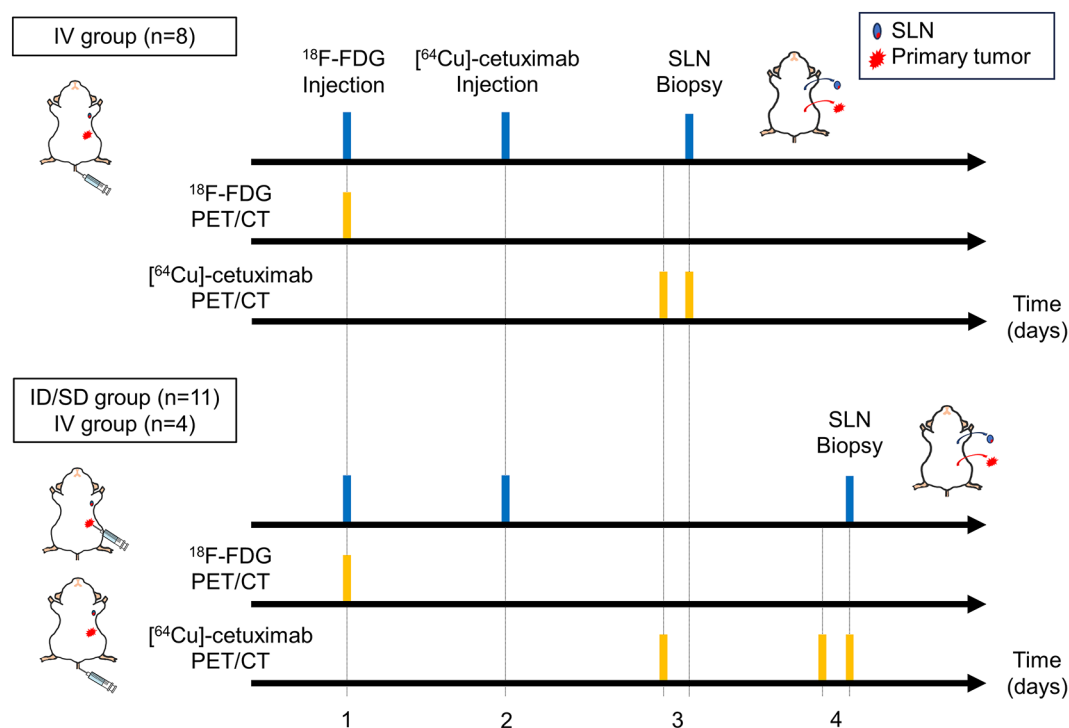 IV group (n=8)
¹⁸F-FDG
Injection
[⁶⁴Cu]-cetuximab
Injection
SLN
Biopsy
SLN
Primary tumor
¹⁸F-FDG
PET/CT
[⁶⁴Cu]-cetuximab
PET/CT
Time
(days)
ID/SD group (n=11)
IV group (n=4)
SLN
Biopsy
¹⁸F-FDG
PET/CT
[⁶⁴Cu]-cetuximab
PET/CT
Time
(days)
1 2 3 4